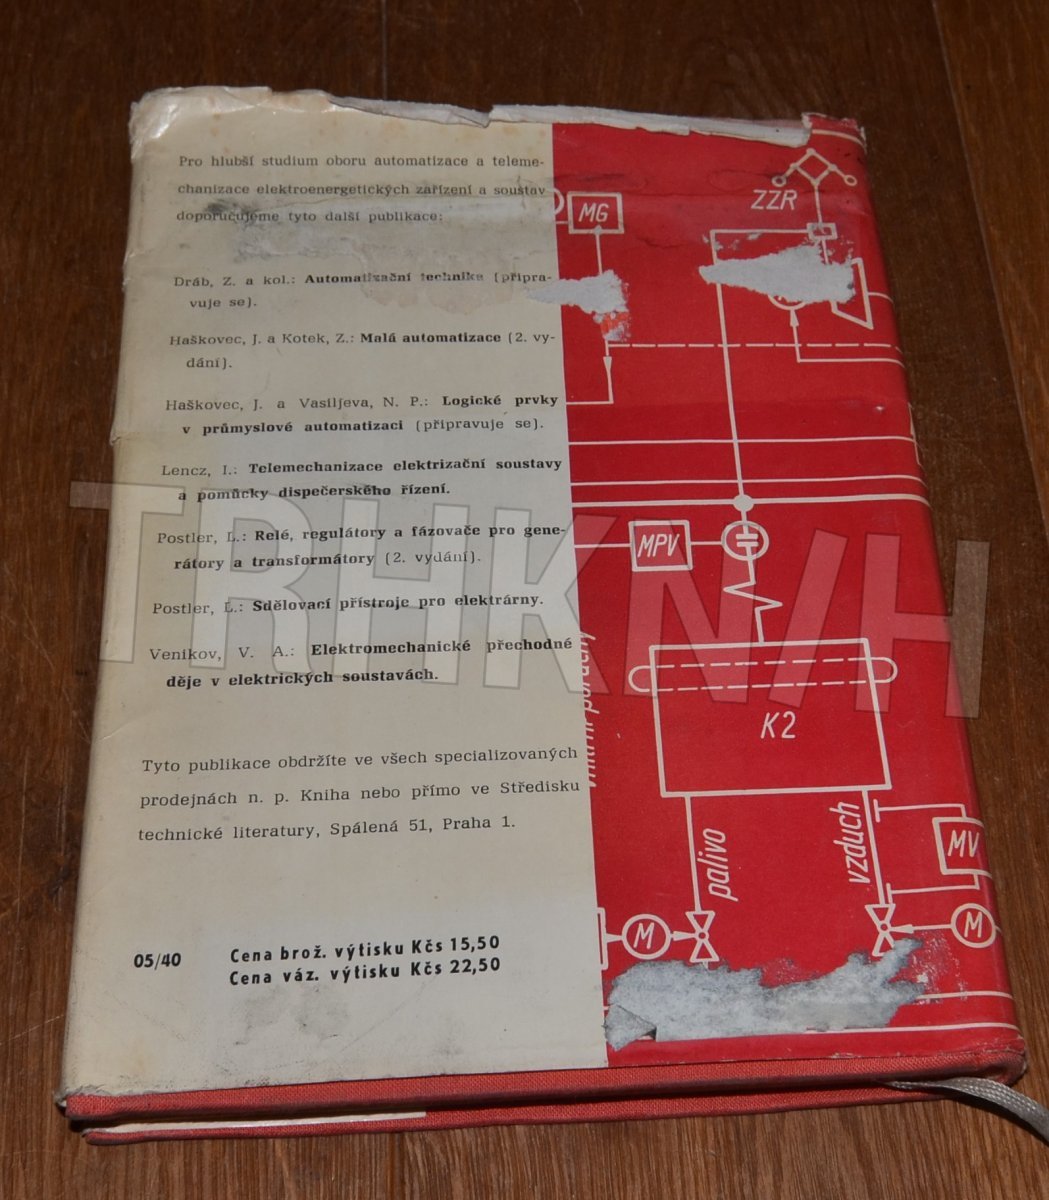 Pro hlubší studium oboru automatizace a teleme-
chanizace elektroenergetických zařízení a soustav
doporučujeme tyto další publikace:
Dráb, Z. a kol.: Automatizační technika (připra-
vuje se).
Haškovec, J. a Kotek, Z.: Malá automatizace (2. vy-
dání).
Haškovec, J. a Vasiljeva, N. P.: Logické prvky
v průmyslové automatizaci (připravuje se).
Lencz, I.: Telemechanizace elektrizační soustavy
a pomůcky dispečerského řízení.
Postler, L.: Relé, regulátory a fázovače pro gene-
rátory a transformátory (2. vydání).
Postler, L.: Sdělovací přístroje pro elektrárny.
Venikov, V. A.: Elektromechanické přechodné
děje v elektrických soustavách.
Tyto publikace obdržíte ve všech specializovaných
prodejnách n. p. Kniha nebo přímo ve Středisku
technické literatury, Spálená 51, Praha 1.
05/40
Cena brož. výtisku Kčs 15,50
Cena váz. výtisku Kčs 22,50
MG
ZZR
MPV
K2
palivo
vzduch
MV
M
M
TRHKNIH